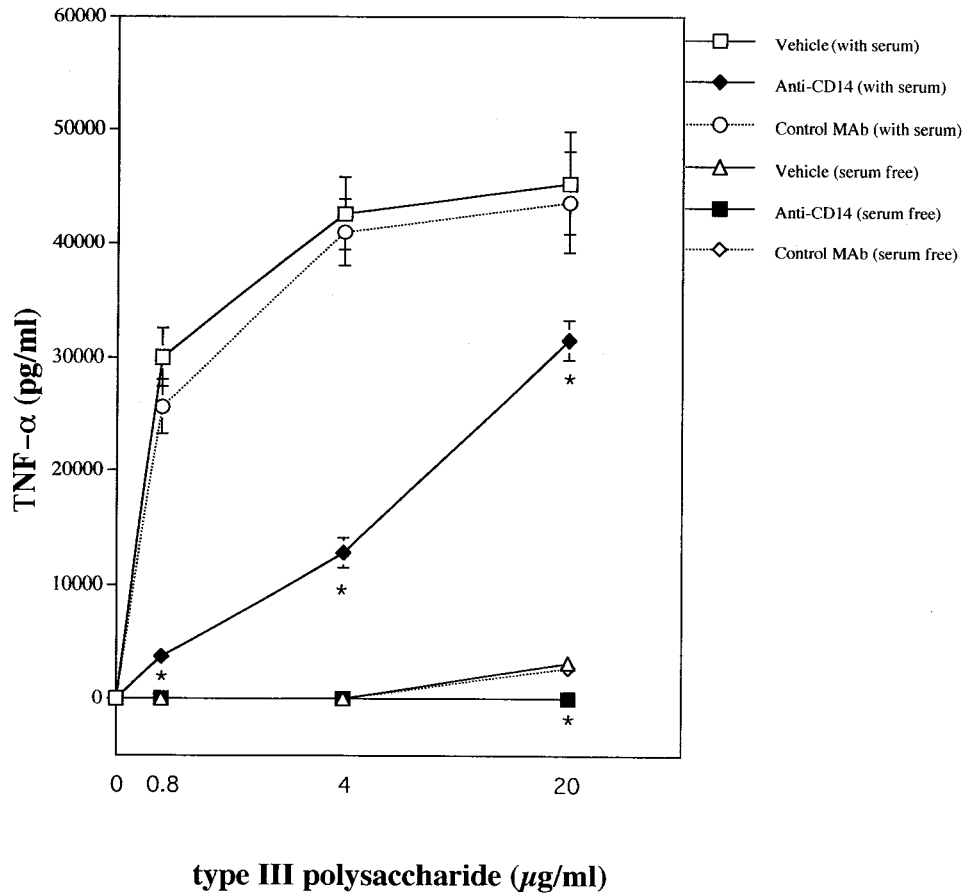 60000
50000
40000
30000
20000
10000
0
TNF-α (pg/ml)
*
*
*
*
0 0.8 4 20
type III polysaccharide (μg/ml)
Vehicle (with serum)
Anti-CD14 (with serum)
Control MAb (with serum)
Vehicle (serum free)
Anti-CD14 (serum free)
Control MAb (serum free)